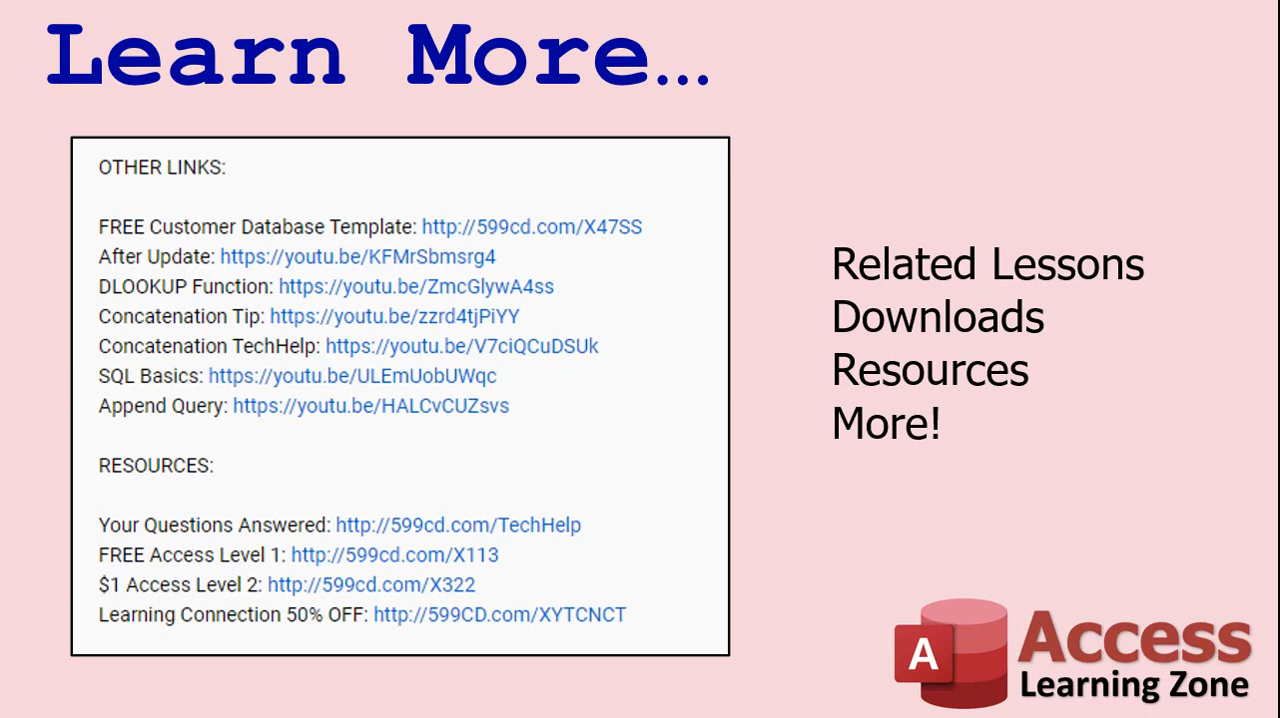 Learn More...
OTHER LINKS:
FREE Customer Database Template: http://599cd.com/X47SS
After Update: https://youtu.be/KFMrSbmsrg4
DLOOKUP Function: https://youtu.be/ZmcGlywA4ss
Concatenation Tip: https://youtu.be/zzrd4tjPiYY
Concatenation TechHelp: https://youtu.be/V7ciQCuDSUk
SQL Basics: https://youtu.be/ULEmUobUWqc
Append Query: https://youtu.be/HALCvCUZsvs
RESOURCES:
Your Questions Answered: http://599cd.com/TechHelp
FREE Access Level 1: http://599cd.com/X113
$1 Access Level 2: http://599cd.com/X322
Learning Connection 50% OFF: http://599CD.com/XYTCNCT
Related Lessons
Downloads
Resources
More!
A
Access
Learning Zone